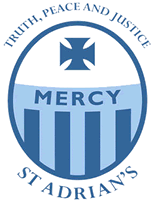 TRUTH, PEACE AND JUSTICE
MERCY
ST ADRIAN'S